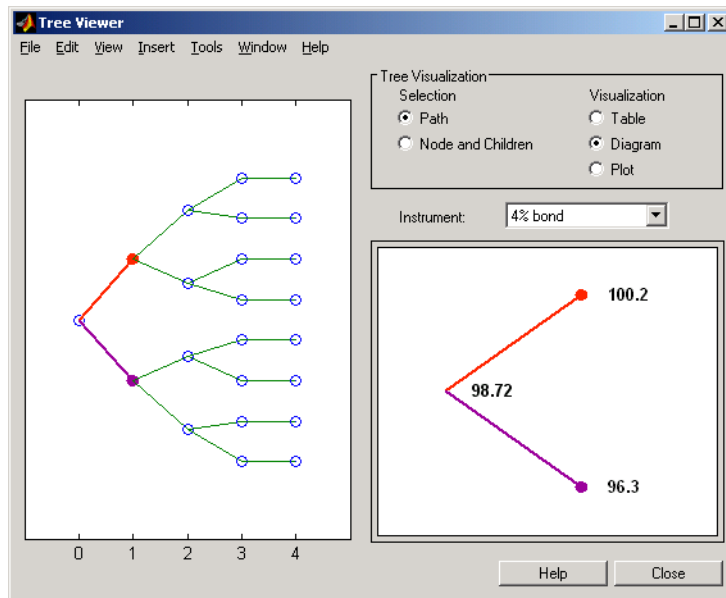 Tree Viewer
File Edit View Insert Tools Window Help
Tree Visualization
Selection
Path
Node and Children
Visualization
Table
Diagram
Plot
Instrument: 4% bond
100.2
98.72
96.3
0 1 2 3 4
Help Close